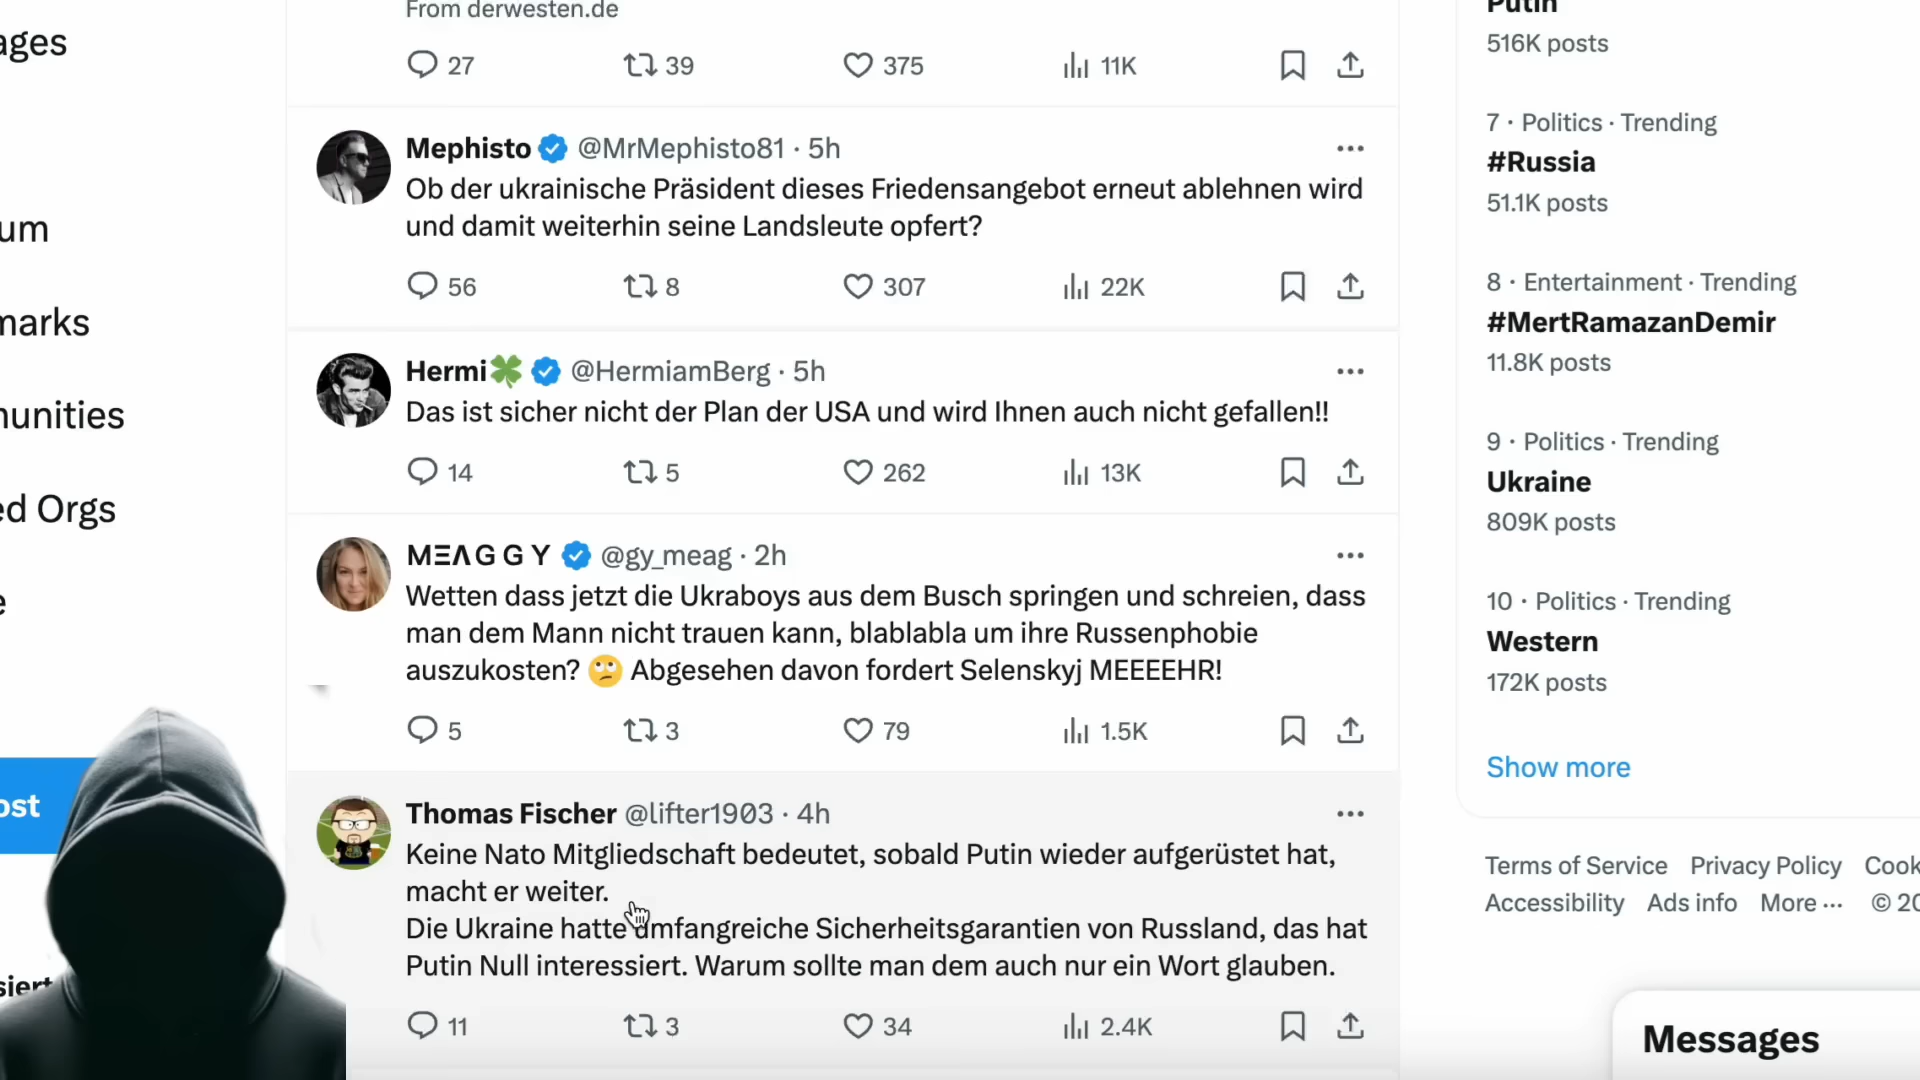 From derwesten.de
27 39 375 11K
Mephisto @MrMephisto81 · 5h
Ob der ukrainische Präsident dieses Friedensangebot erneut ablehnen wird
und damit weiterhin seine Landsleute opfert?
56 8 307 22K
Hermi🍀 @HermiamBerg · 5h
Das ist sicher nicht der Plan der USA und wird Ihnen auch nicht gefallen!!
14 5 262 13K
MΞΛGGY @gy_meag · 2h
Wetten dass jetzt die Ukraboys aus dem Busch springen und schreien, dass
man dem Mann nicht trauen kann, blablabla um ihre Russenphobie
auszukosten? 🙄 Abgesehen davon fordert Selenskyj MEEEEHR!
5 3 79 1.5K
Thomas Fischer @lifter1903 · 4h
Keine Nato Mitgliedschaft bedeutet, sobald Putin wieder aufgerüstet hat,
macht er weiter.
Die Ukraine hatte umfangreiche Sicherheitsgarantien von Russland, das hat
Putin Null interessiert. Warum sollte man dem auch nur ein Wort glauben.
11 3 34 2.4K
ages
um
marks
nunities
ed Orgs
e
ost
siert
Putin
516K posts
7 · Politics · Trending
#Russia
51.1K posts
8 · Entertainment · Trending
#MertRamazanDemir
11.8K posts
9 · Politics · Trending
Ukraine
809K posts
10 · Politics · Trending
Western
172K posts
Show more
Terms of Service Privacy Policy Cook
Accessibility Ads info More ··· © 20
Messages